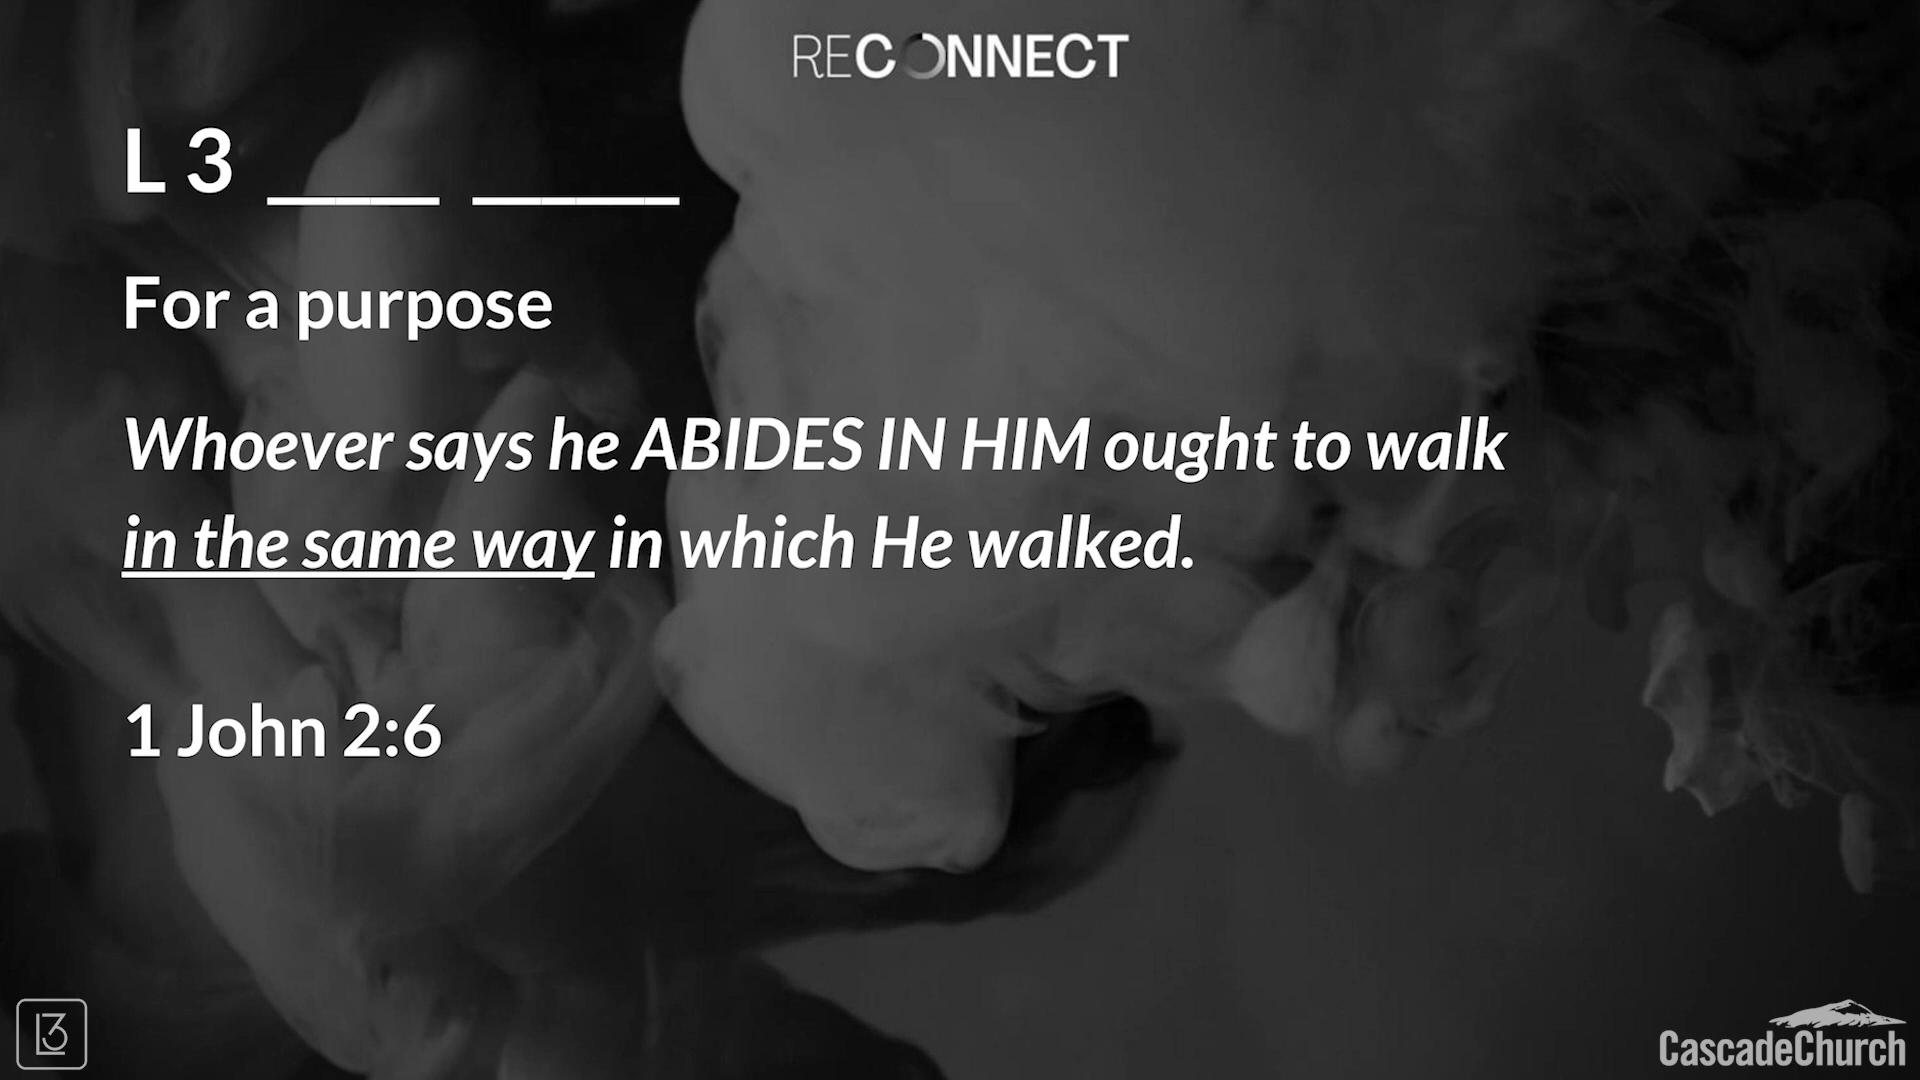 RECONNECT
L 3 _____ ______
For a purpose
Whoever says he ABIDES IN HIM ought to walk
in the same way in which He walked.
1 John 2:6
L3
CascadeChurch